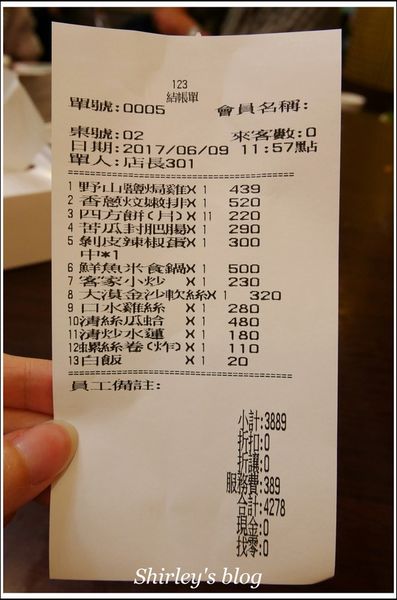 123
結帳單
單號:0005 會員名稱:
桌號:02 來客數:0
日期:2017/06/09 11:57點
單人:店長301
1 野山鹽焗雞X 1 439
2 香蔥炆嫩排X 1 520
3 四方餅(月)X 11 220
4 苦瓜封肥腸X 1 290
5 剝皮辣椒蛋X 1 300
中*1
6 鮮魚米食鍋X 1 500
7 客家小炒 X 1 230
8 大漠金沙軟絲X 1 320
9 口水雞絲 X 1 280
10清絲瓜蛤 X 1 480
11清炒水蓮 X 1 180
12螺絲卷(炸)X 1 110
13白飯 X 1 20
員工備註:
小計:3889
折扣:0
折讓:0
服務費:389
合計:4278
現金:0
找零:0
Shirley's blog